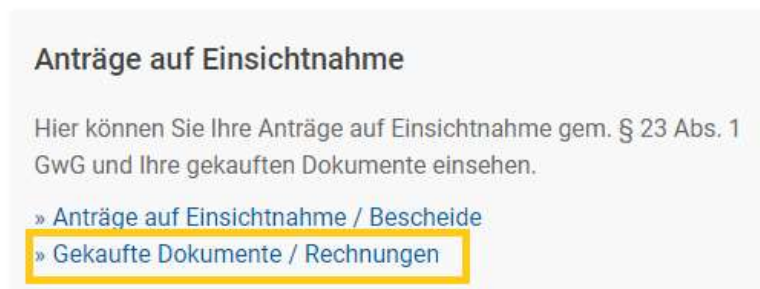 Anträge auf Einsichtnahme
Hier können Sie Ihre Anträge auf Einsichtnahme gem. § 23 Abs. 1
GwG und Ihre gekauften Dokumente einsehen.
» Anträge auf Einsichtnahme / Bescheide
» Gekaufte Dokumente / Rechnungen